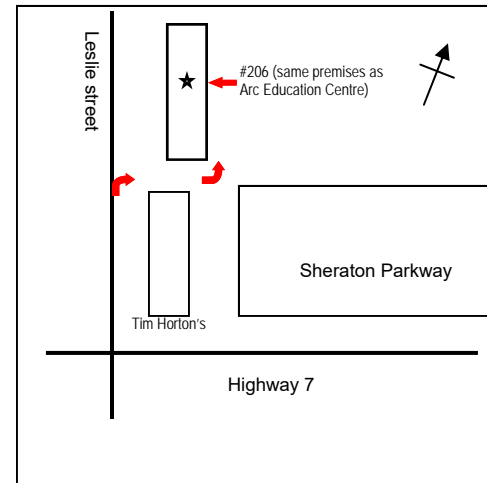 Leslie street
#206 (same premises as
Arc Education Centre)
Sheraton Parkway
Tim Horton's
Highway 7